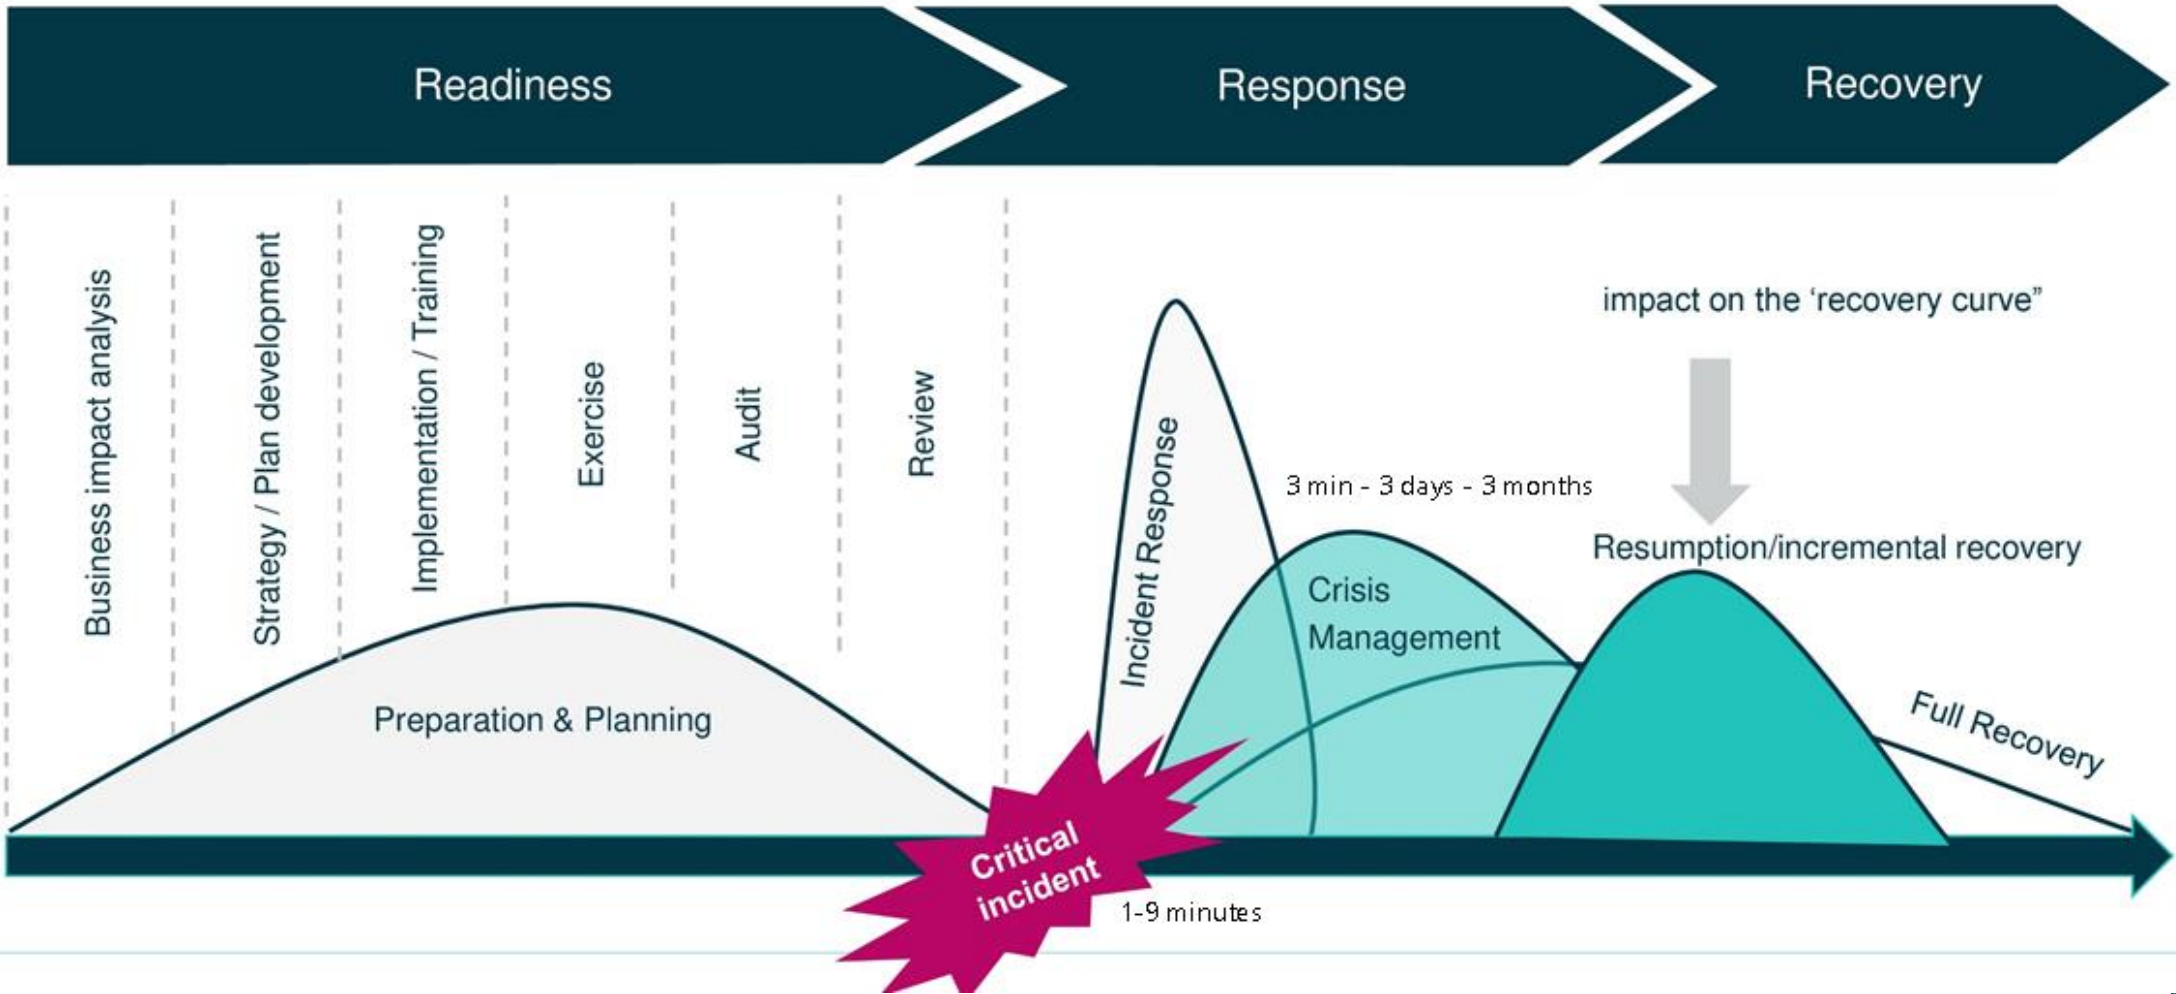 Readiness
Response
Recovery
Business impact analysis
Strategy / Plan development
Implementation / Training
Exercise
Audit
Review
Preparation & Planning
Critical
incident
1-9 minutes
Incident Response
3 min - 3 days - 3 months
Crisis
Management
impact on the ‘recovery curve”
Resumption/incremental recovery
Full Recovery